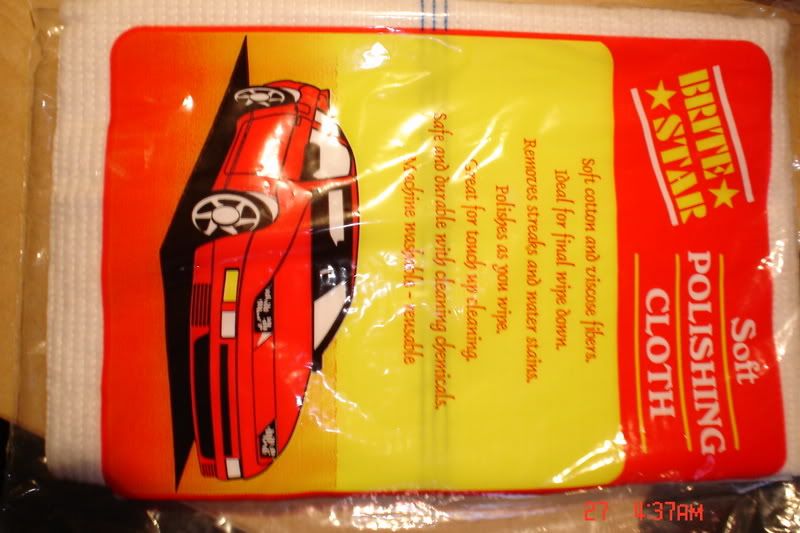 BRITE
STAR
Soft
POLISHING
CLOTH
Soft cotton and viscose fibers.
Ideal for final wipe down.
Removes streaks and water stains.
Polishes as you wipe.
Great for touch up cleaning.
Safe and durable with cleaning chemicals.
Machine washable - reusable
27 4:37AM